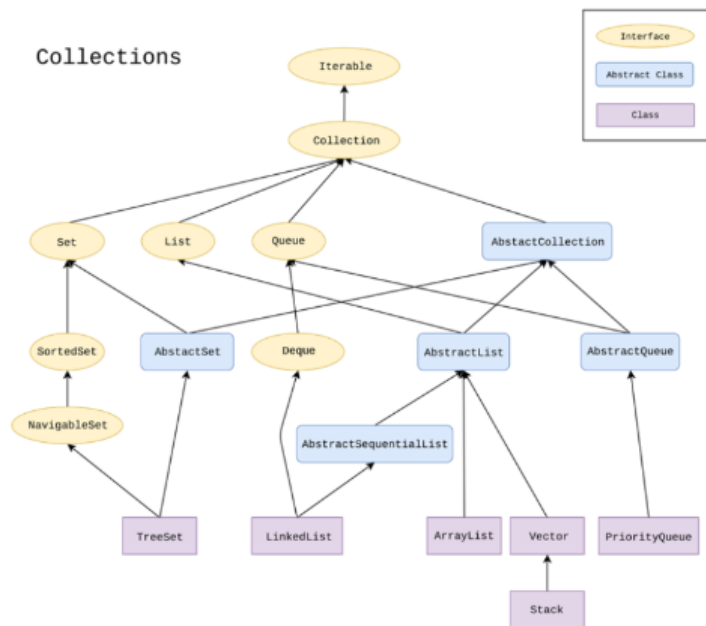 Collections
Interface
Abstract Class
Class
Iterable
Collection
Set
List
Queue
AbstactCollection
SortedSet
AbstactSet
Deque
AbstractList
AbstractQueue
NavigableSet
AbstractSequentialList
TreeSet
LinkedList
ArrayList
Vector
PriorityQueue
Stack